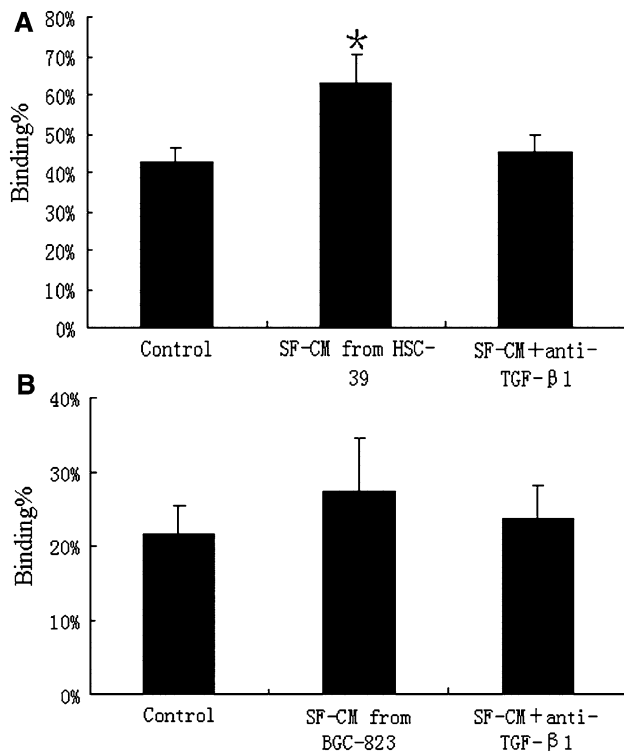 A
80%
70%
60%
50%
40%
30%
20%
10%
0%
Binding%
*
Control
SF-CM from HSC-
39
SF-CM+anti-
TGF-β1
B
40%
30%
20%
10%
0%
Binding%
Control
SF-CM from
BGC-823
SF-CM+anti-
TGF-β1